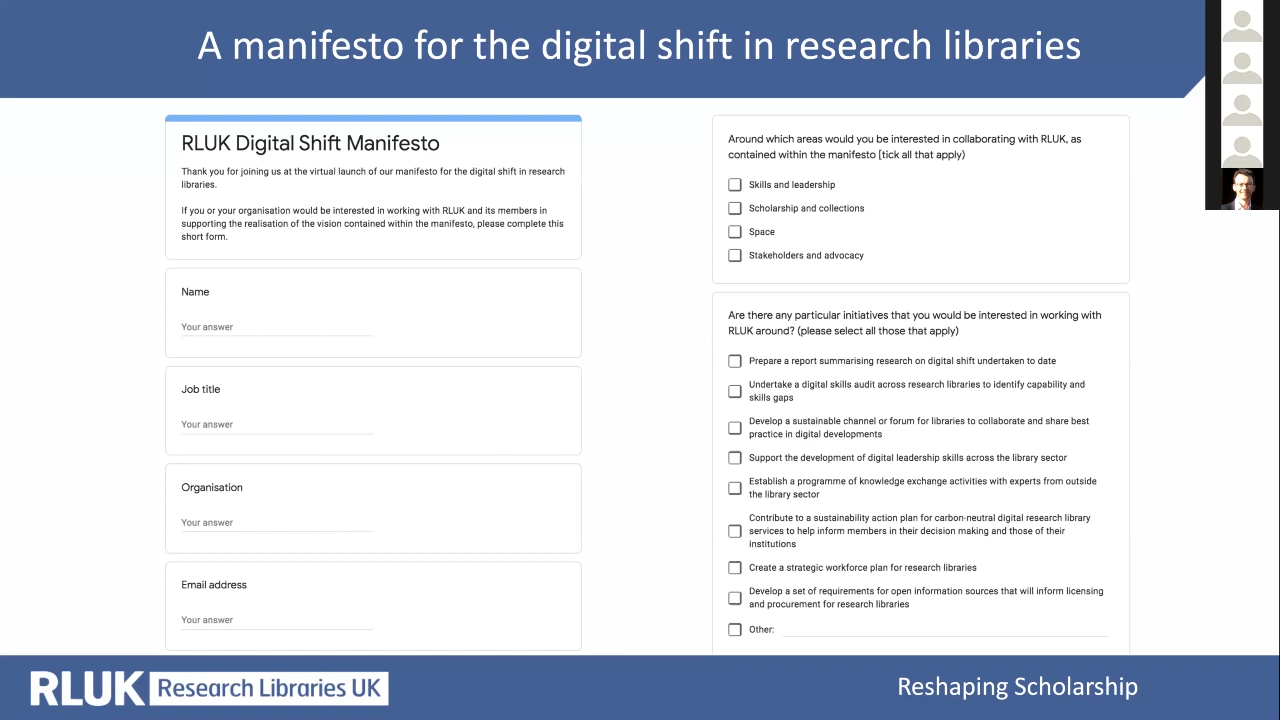 A manifesto for the digital shift in research libraries
RLUK Digital Shift Manifesto
Thank you for joining us at the virtual launch of our manifesto for the digital shift in research
libraries.
If you or your organisation would be interested in working with RLUK and its members in
supporting the realisation of the vision contained within the manifesto, please complete this
short form.
Name
Your answer
Job title
Your answer
Organisation
Your answer
Email address
Your answer
Around which areas would you be interested in collaborating with RLUK, as
contained within the manifesto [tick all that apply)
Skills and leadership
Scholarship and collections
Space
Stakeholders and advocacy
Are there any particular initiatives that you would be interested in working with
RLUK around? (please select all those that apply)
Prepare a report summarising research on digital shift undertaken to date
Undertake a digital skills audit across research libraries to identify capability and
skills gaps
Develop a sustainable channel or forum for libraries to collaborate and share best
practice in digital developments
Support the development of digital leadership skills across the library sector
Establish a programme of knowledge exchange activities with experts from outside
the library sector
Contribute to a sustainability action plan for carbon-neutral digital research library
services to help inform members in their decision making and those of their
institutions
Create a strategic workforce plan for research libraries
Develop a set of requirements for open information sources that will inform licensing
and procurement for research libraries
Other:
RLUK Research Libraries UK
Reshaping Scholarship